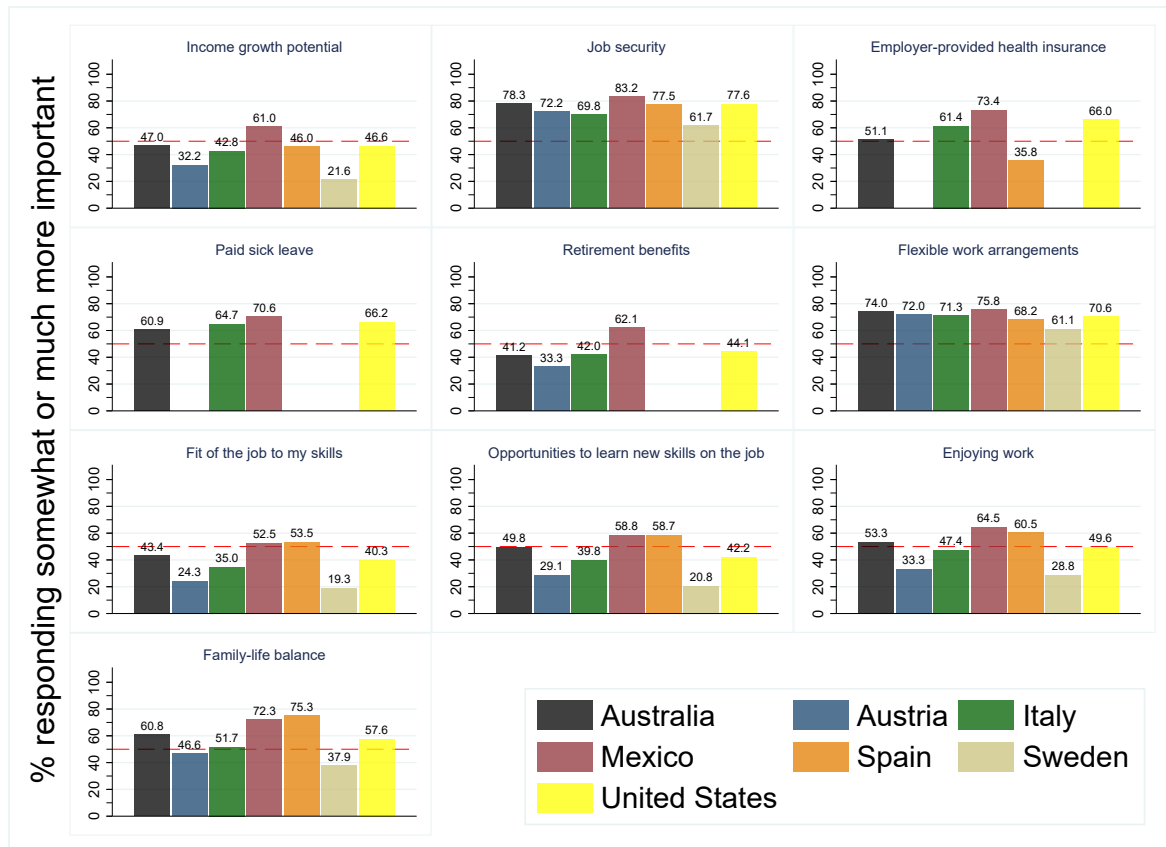 % responding somewhat or much more important
Income growth potential
0 20 40 60 80 100
47.0 32.2 42.8 61.0 46.0 21.6 46.6
Job security
0 20 40 60 80 100
78.3 72.2 69.8 83.2 77.5 61.7 77.6
Employer-provided health insurance
0 20 40 60 80 100
51.1 61.4 73.4 35.8 66.0
Paid sick leave
0 20 40 60 80 100
60.9 64.7 70.6 66.2
Retirement benefits
0 20 40 60 80 100
41.2 33.3 42.0 62.1 44.1
Flexible work arrangements
0 20 40 60 80 100
74.0 72.0 71.3 75.8 68.2 61.1 70.6
Fit of the job to my skills
0 20 40 60 80 100
43.4 24.3 35.0 52.5 53.5 19.3 40.3
Opportunities to learn new skills on the job
0 20 40 60 80 100
49.8 29.1 39.8 58.8 58.7 20.8 42.2
Enjoying work
0 20 40 60 80 100
53.3 33.3 47.4 64.5 60.5 28.8 49.6
Family-life balance
0 20 40 60 80 100
60.8 46.6 51.7 72.3 75.3 37.9 57.6
Australia Austria Italy
Mexico Spain Sweden
United States